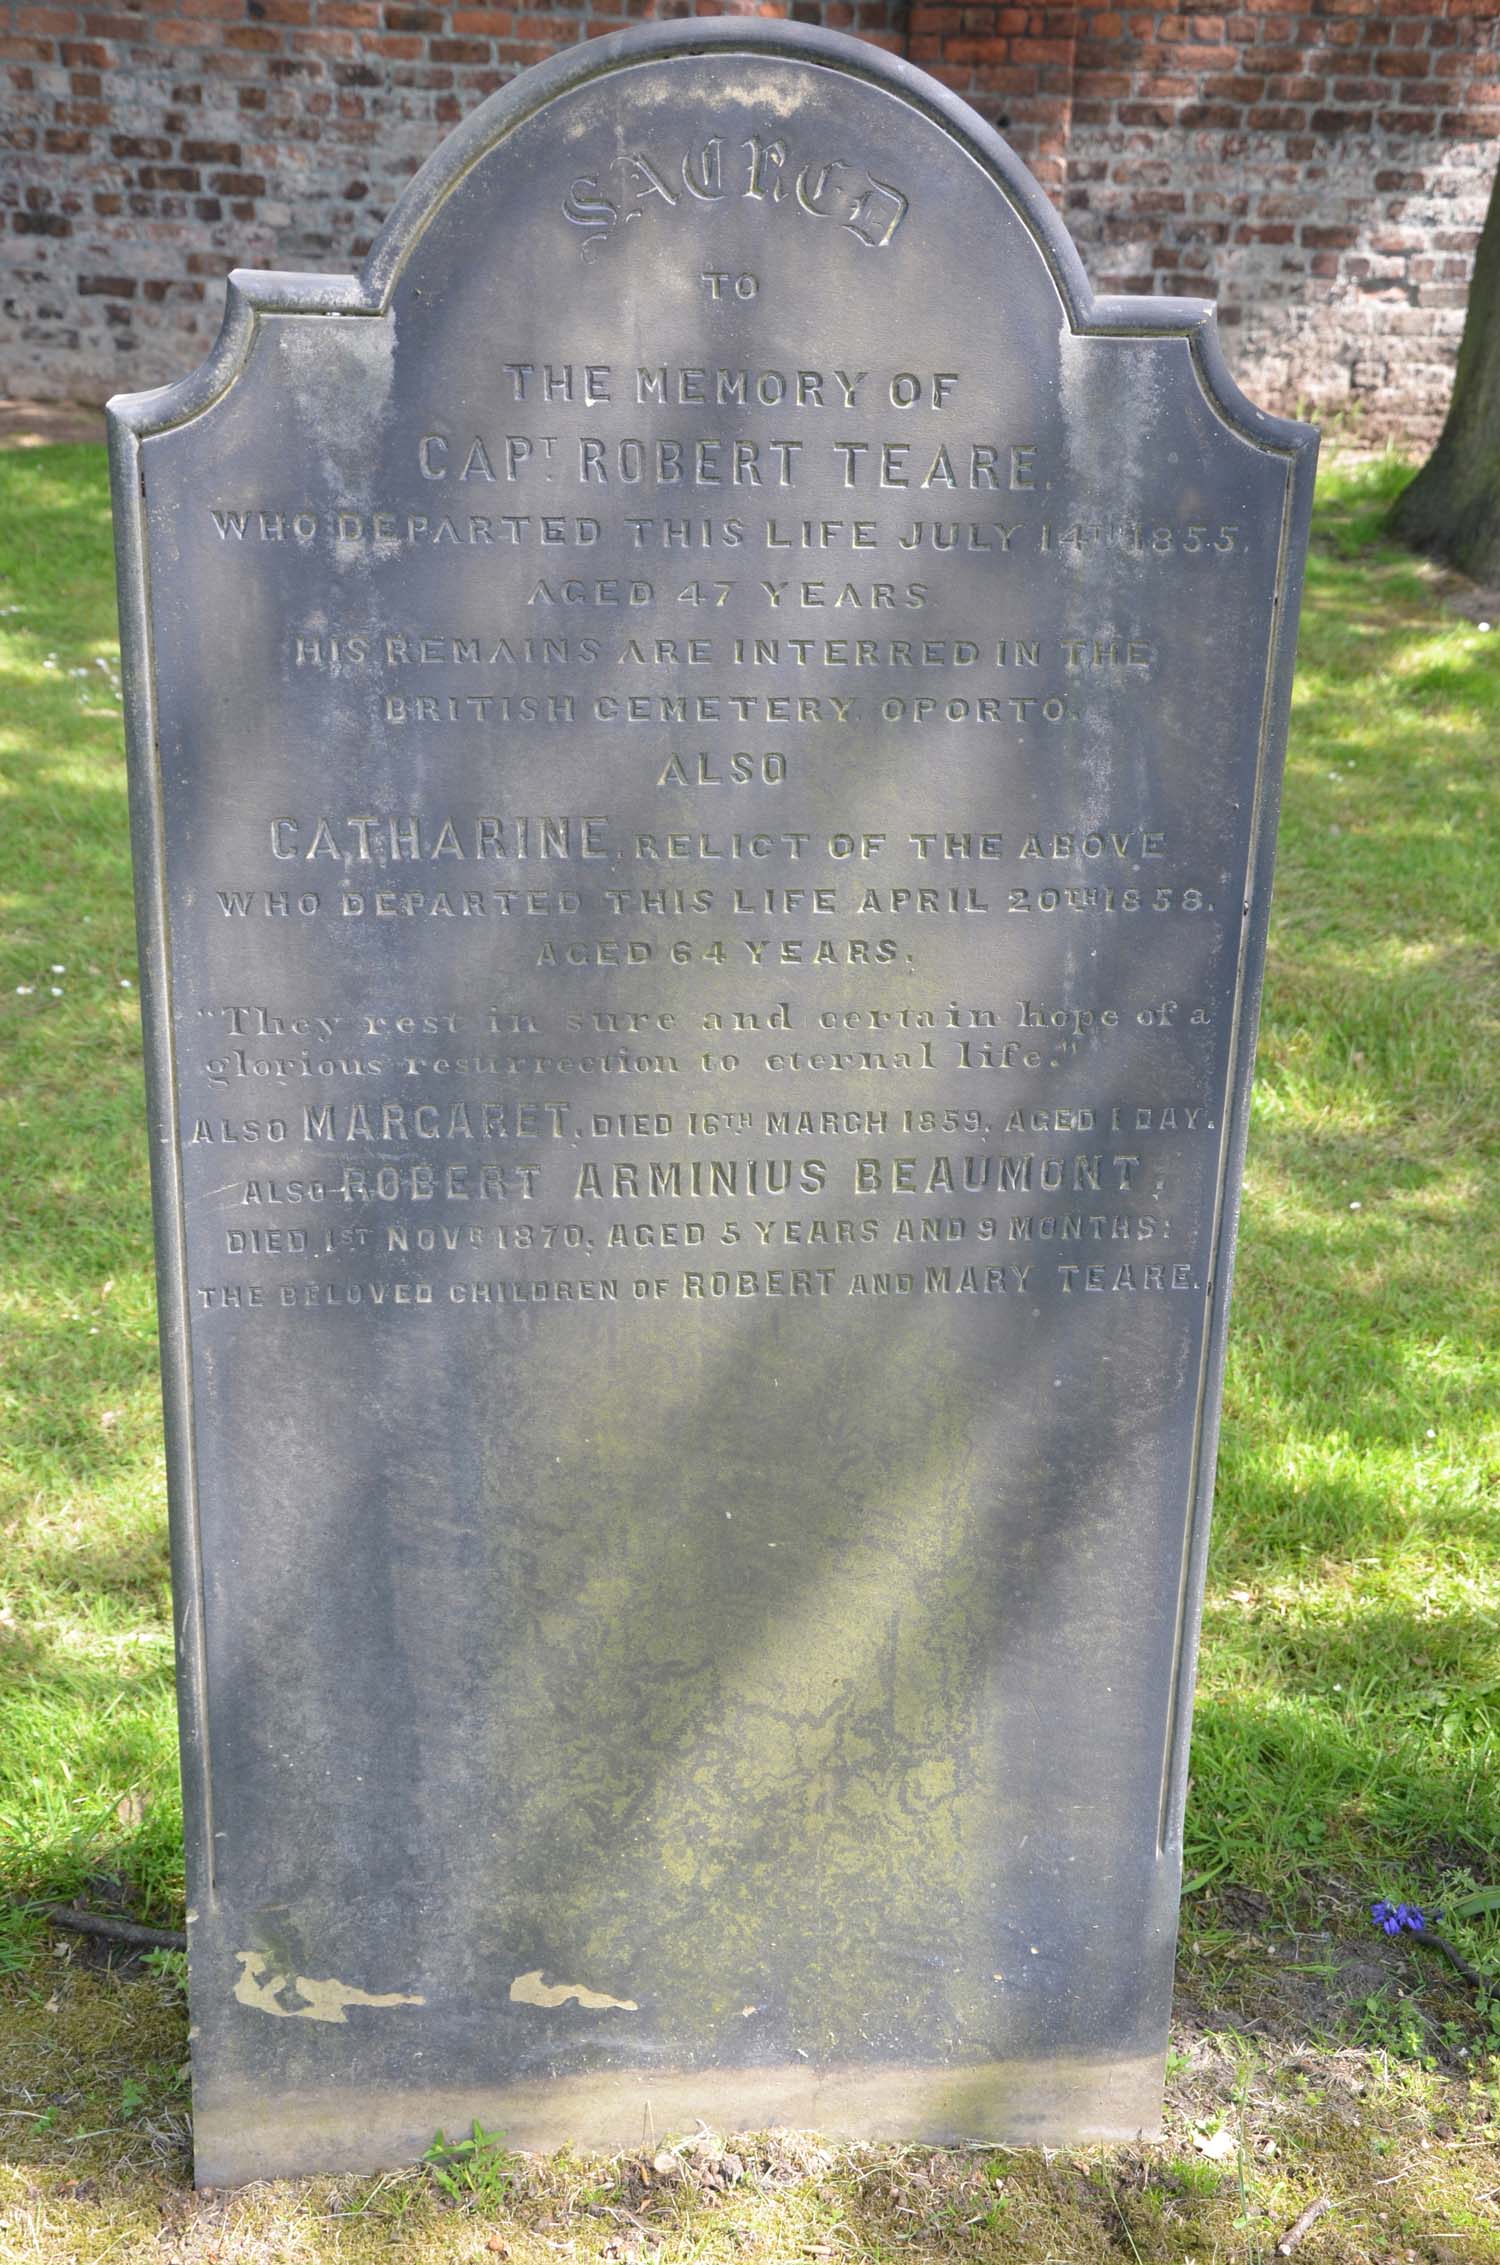 SACRED
TO
THE MEMORY OF
CAPT. ROBERT TEARE.
WHO DEPARTED THIS LIFE JULY 14TH 1855,
AGED 47 YEARS.
HIS REMAINS ARE INTERRED IN THE
BRITISH CEMETERY, OPORTO.
ALSO
CATHARINE, RELICT OF THE ABOVE
WHO DEPARTED THIS LIFE APRIL 20TH 1858.
AGED 64 YEARS.
"They rest in sure and certain hope of a
glorious resurrection to eternal life."
ALSO MARGARET, DIED 16TH MARCH 1859, AGED 1 DAY.
ALSO ROBERT ARMINIUS BEAUMONT,
DIED 1ST NOVR 1870, AGED 5 YEARS AND 9 MONTHS:
THE BELOVED CHILDREN OF ROBERT AND MARY TEARE.